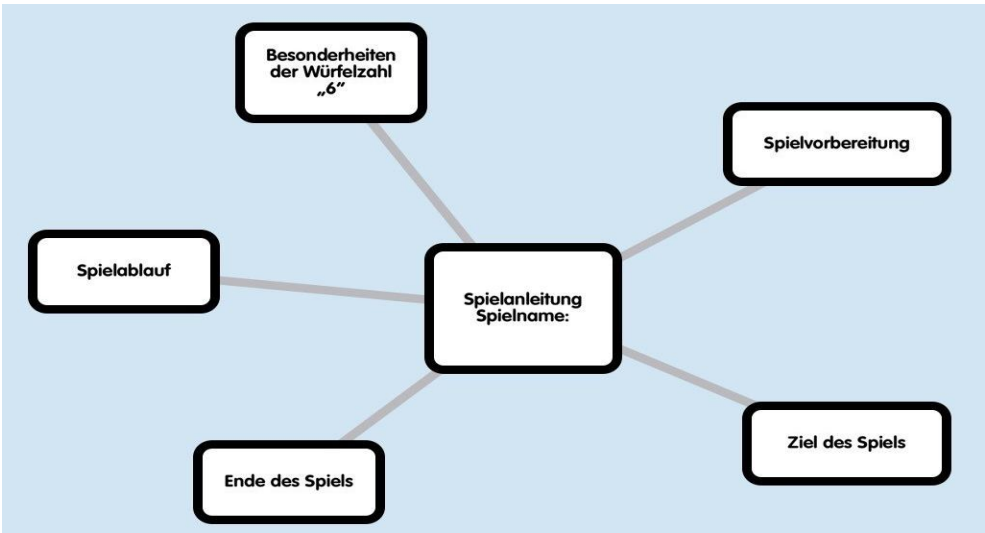 Besonderheiten
der Würfelzahl
„6“
Spielvorbereitung
Spielablauf
Spielanleitung
Spielname:
Ziel des Spiels
Ende des Spiels